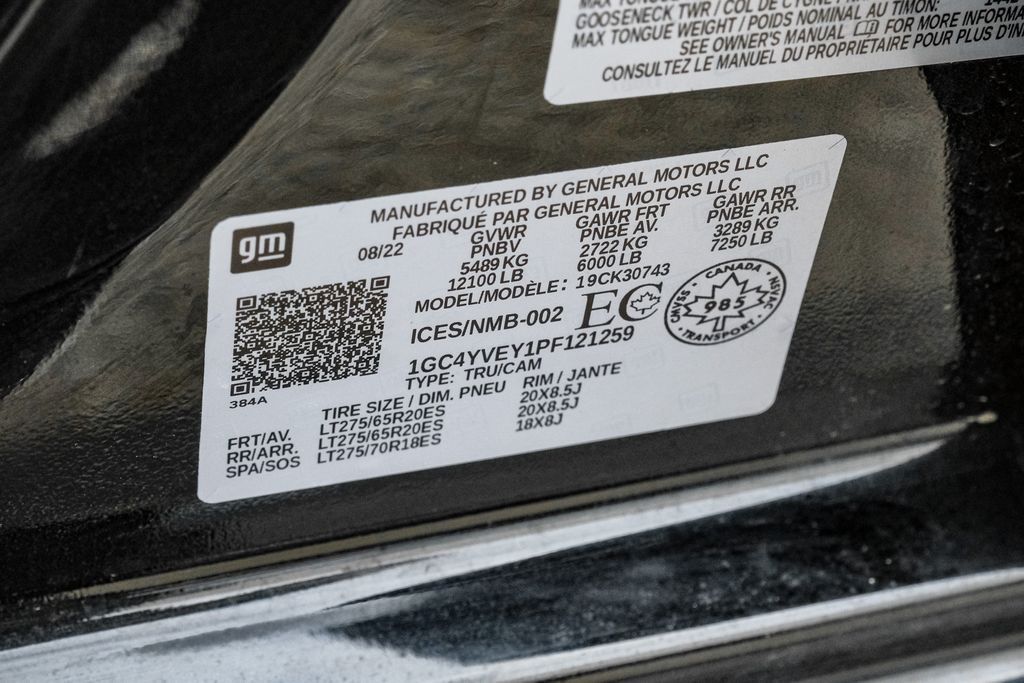 GOOSENECK TWR / COL DE CYGNE / PN
MAX TONGUE WEIGHT / POIDS NOMINAL AU TIMON:
SEE OWNER'S MANUAL FOR MORE INFORMA
CONSULTEZ LE MANUEL DU PROPRIÉTAIRE POUR PLUS D'IN
MANUFACTURED BY GENERAL MOTORS LLC
FABRIQUÉ PAR GENERAL MOTORS LLC
gm
08/22
GVWR GAWR FRT GAWR RR
PNBV PNBE AV. PNBE ARR.
5489 KG 2722 KG 3289 KG
12100 LB 6000 LB 7250 LB
MODEL/MODÈLE: 19CK30743
ICES/NMB-002 EC
CANADA
985
TRANSPORT
NSVM
SVNMA
1GC4YVEY1PF121259
TYPE: TRU/CAM
384A
TIRE SIZE / DIM. PNEU RIM / JANTE
FRT/AV. LT275/65R20ES 20X8.5J
RR/ARR. LT275/65R20ES 20X8.5J
SPA/SOS LT275/70R18ES 18X8J